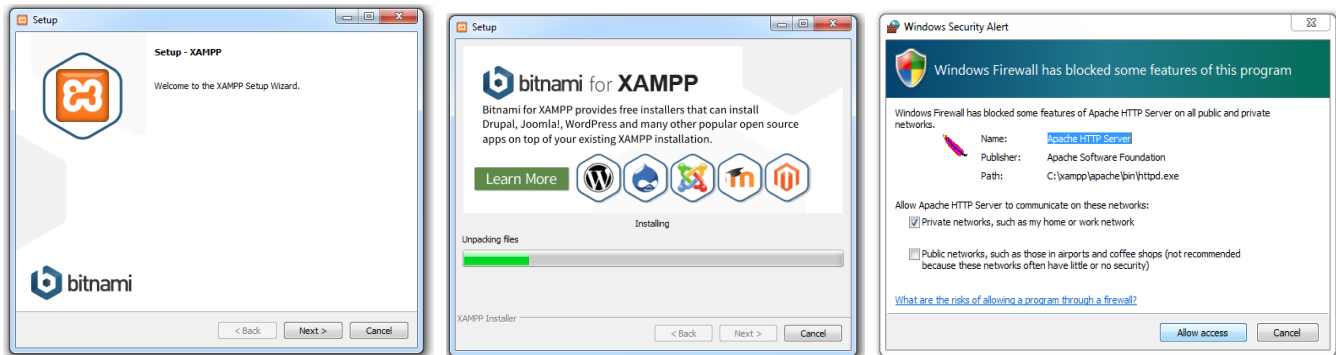 Setup
Setup - XAMPP
Welcome to the XAMPP Setup Wizard.
bitnami
< Back
Next >
Cancel
Setup
bitnami for XAMPP
Bitnami for XAMPP provides free installers that can install
Drupal, Joomla!, WordPress and many other popular open source
apps on top of your existing XAMPP installation.
Learn More
Installing
Unpacking files
XAMPP Installer
< Back
Next >
Cancel
Windows Security Alert
Windows Firewall has blocked some features of this program
Windows Firewall has blocked some features of Apache HTTP Server on all public and private
networks.
Name: Apache HTTP Server
Publisher: Apache Software Foundation
Path: C:\xampp\apache\bin\httpd.exe
Allow Apache HTTP Server to communicate on these networks:
Private networks, such as my home or work network
Public networks, such as those in airports and coffee shops (not recommended
because these networks often have little or no security)
What are the risks of allowing a program through a firewall?
Allow access
Cancel